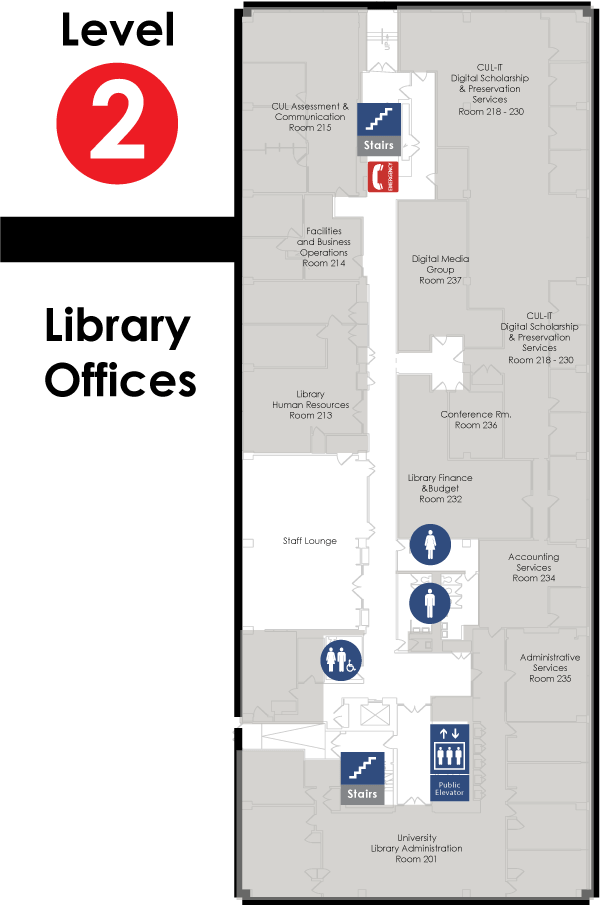 Level
2
Library
Offices
CUL-IT
Digital Scholarship
& Preservation
Services
Room 218 - 230
CUL Assessment &
Communication
Room 215
Stairs
EMERGENCY
Facilities
and Business
Operations
Room 214
Digital Media
Group
Room 237
CUL-IT
Digital Scholarship
& Preservation
Services
Room 218 - 230
Library
Human Resources
Room 213
Conference Rm.
Room 236
Library Finance
&Budget
Room 232
Staff Lounge
Accounting
Services
Room 234
Administrative
Services
Room 235
Stairs
Public
Elevator
University
Library Administration
Room 201